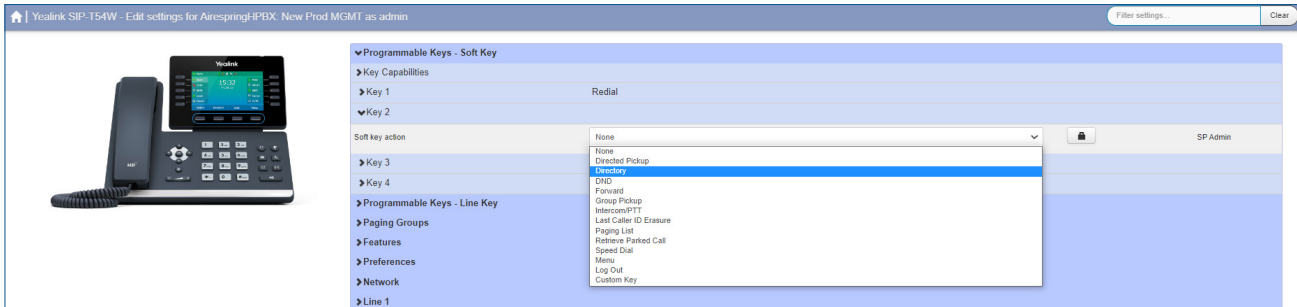 Yealink SIP-T54W - Edit settings for AirespringHPBX: New Prod MGMT as admin
Filter settings...
Clear
Yealink
15:32
Programmable Keys - Soft Key
Key Capabilities
Key 1 Redial
Key 2
Soft key action None SP Admin
None
Directed Pickup
Directory
DND
Forward
Group Pickup
Intercom/PTT
Last Caller ID Erasure
Paging List
Retrieve Parked Call
Speed Dial
Menu
Log Out
Custom Key
Key 3
Key 4
Programmable Keys - Line Key
Paging Groups
Features
Preferences
Network
Line 1